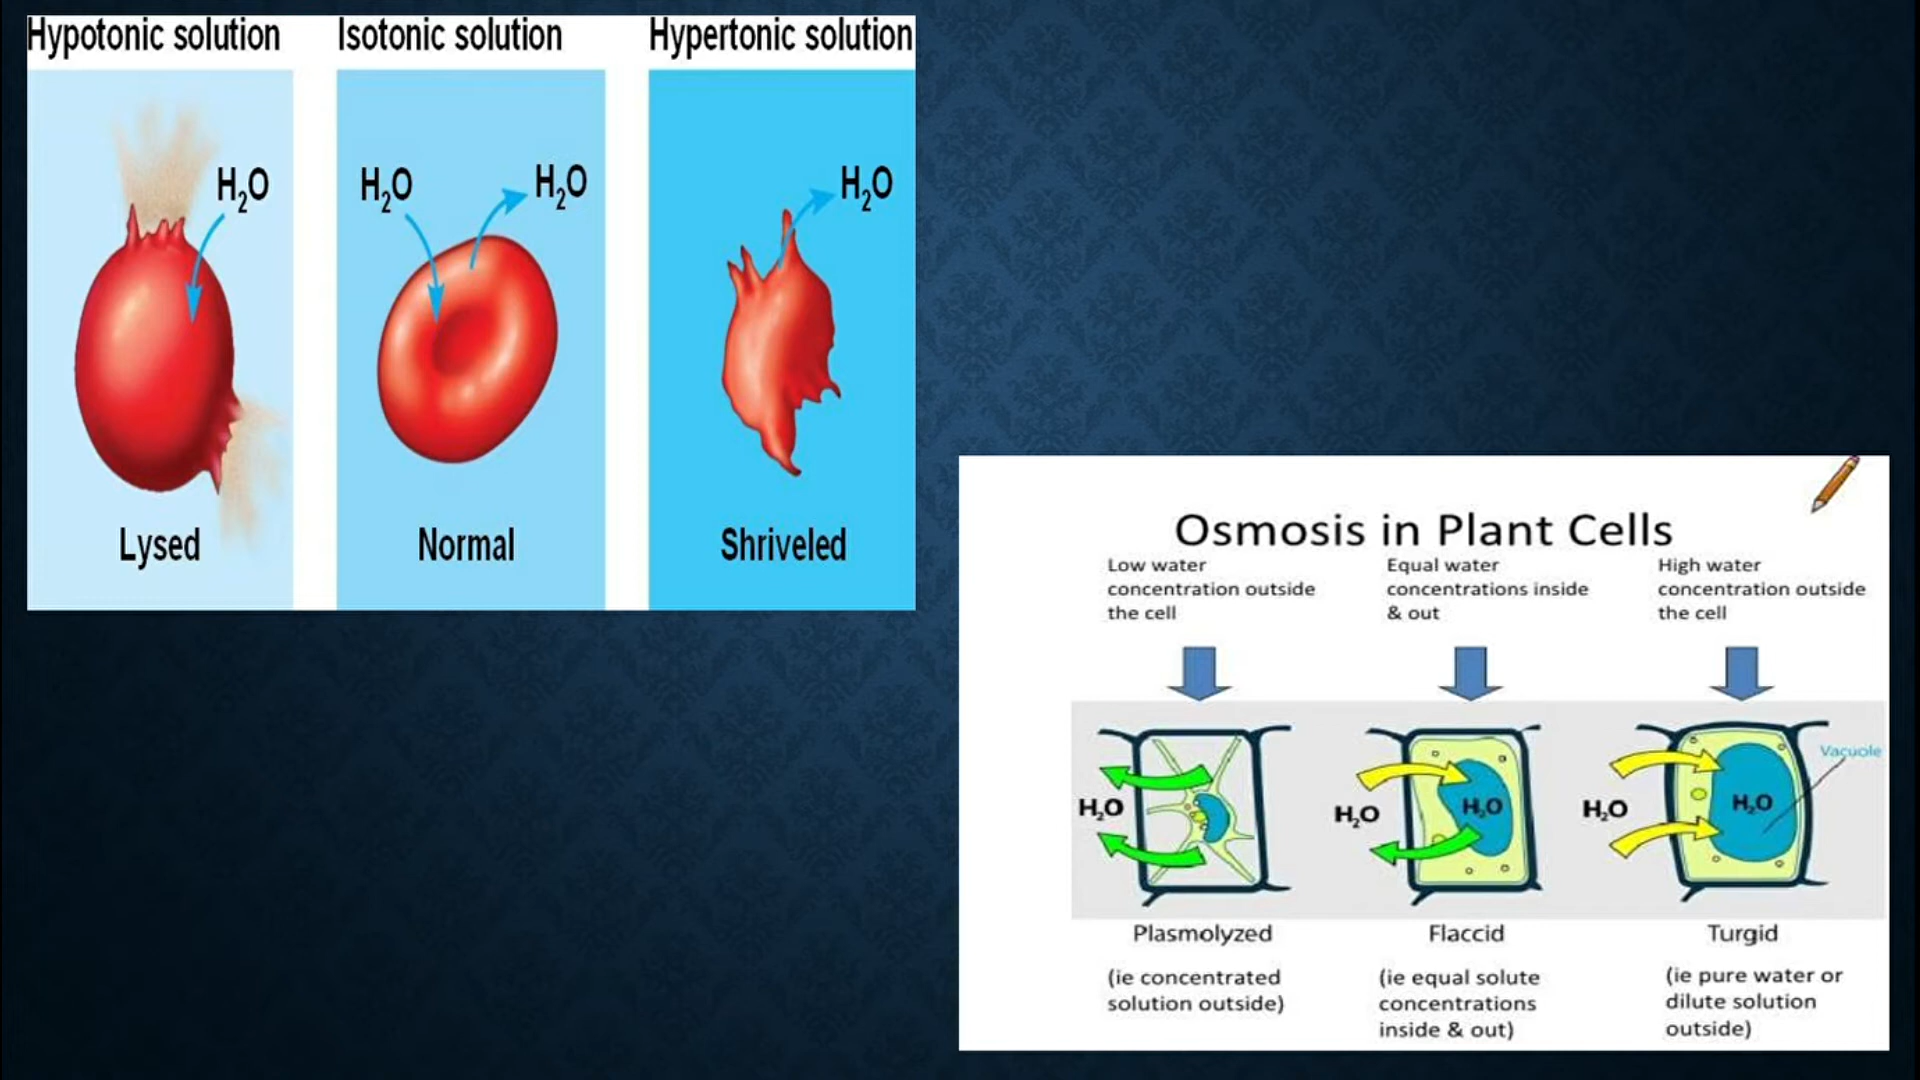 Hypotonic solution
Isotonic solution
Hypertonic solution
H₂O
H₂O
H₂O
H₂O
Lysed
Normal
Shriveled
Osmosis in Plant Cells
Low water
concentration outside
the cell
Equal water
concentrations inside
& out
High water
concentration outside
the cell
H₂O
H₂O
H₂O
H₂O
H₂O
Vacuole
Plasmolyzed
Flaccid
Turgid
(ie concentrated
solution outside)
(ie equal solute
concentrations
inside & out)
(ie pure water or
dilute solution
outside)